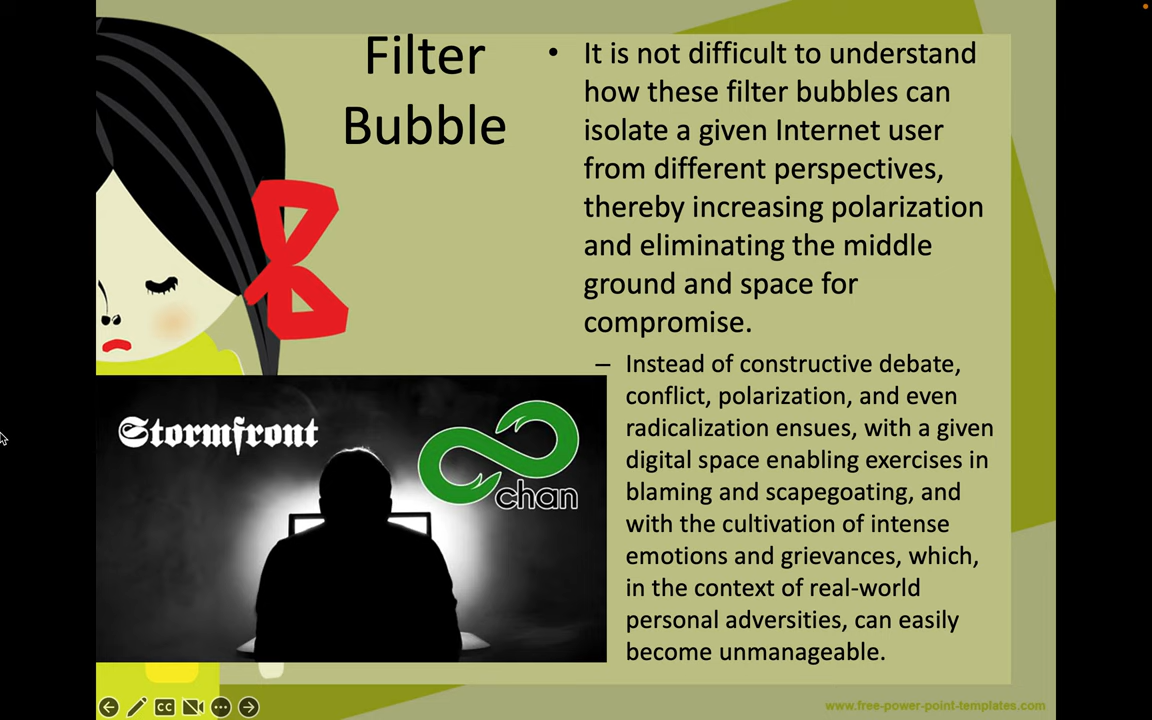 Filter
Bubble
• It is not difficult to understand
how these filter bubbles can
isolate a given Internet user
from different perspectives,
thereby increasing polarization
and eliminating the middle
ground and space for
compromise.
– Instead of constructive debate,
conflict, polarization, and even
radicalization ensues, with a given
digital space enabling exercises in
blaming and scapegoating, and
with the cultivation of intense
emotions and grievances, which,
in the context of real-world
personal adversities, can easily
become unmanageable.
Stormfront
chan
CC
www.free-power-point-templates.com